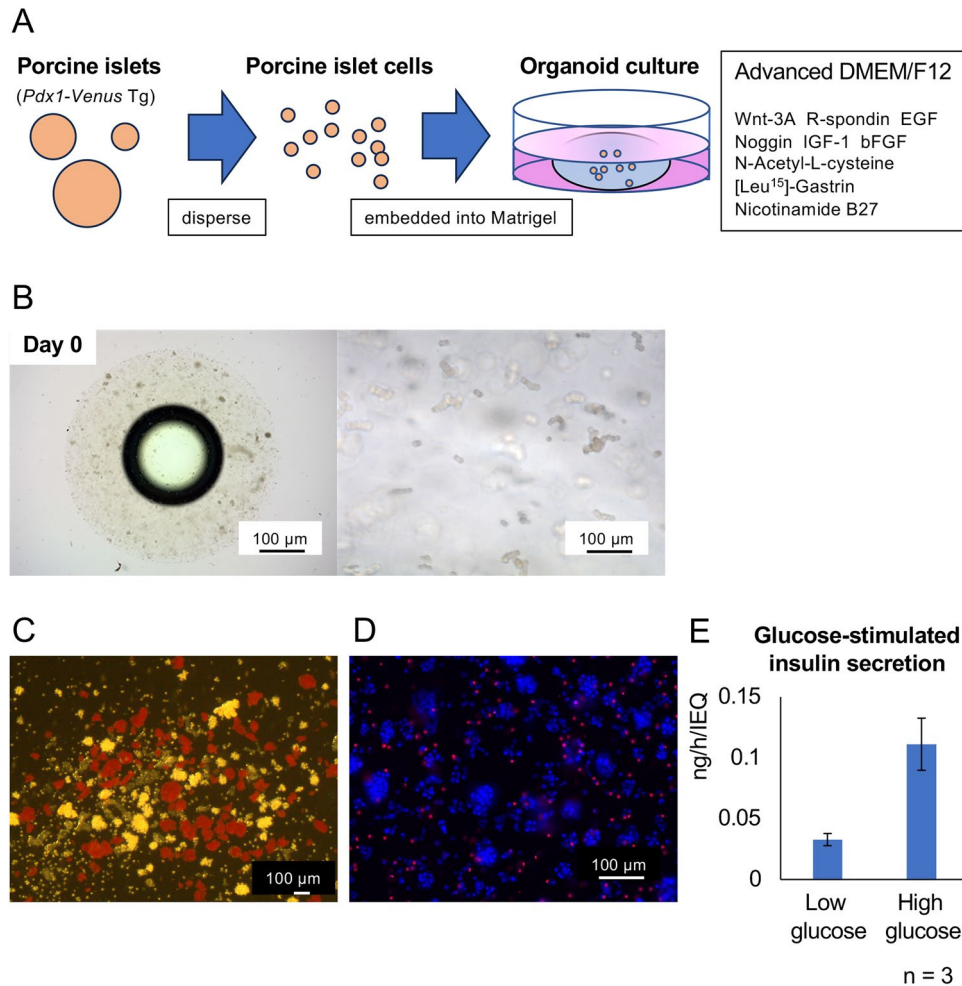 A
Porcine islets
(Pdx1-Venus Tg)
Porcine islet cells
Organoid culture
disperse
embedded into Matrigel
Advanced DMEM/F12
Wnt-3A R-spondin EGF
Noggin IGF-1 bFGF
N-Acetyl-L-cysteine
[Leu¹⁵]-Gastrin
Nicotinamide B27
B
Day 0
100 µm
100 µm
C
100 µm
D
100 µm
E
Glucose-stimulated
insulin secretion
ng/h/IEQ
0.15
0.1
0.05
0
Low
glucose
High
glucose
n = 3